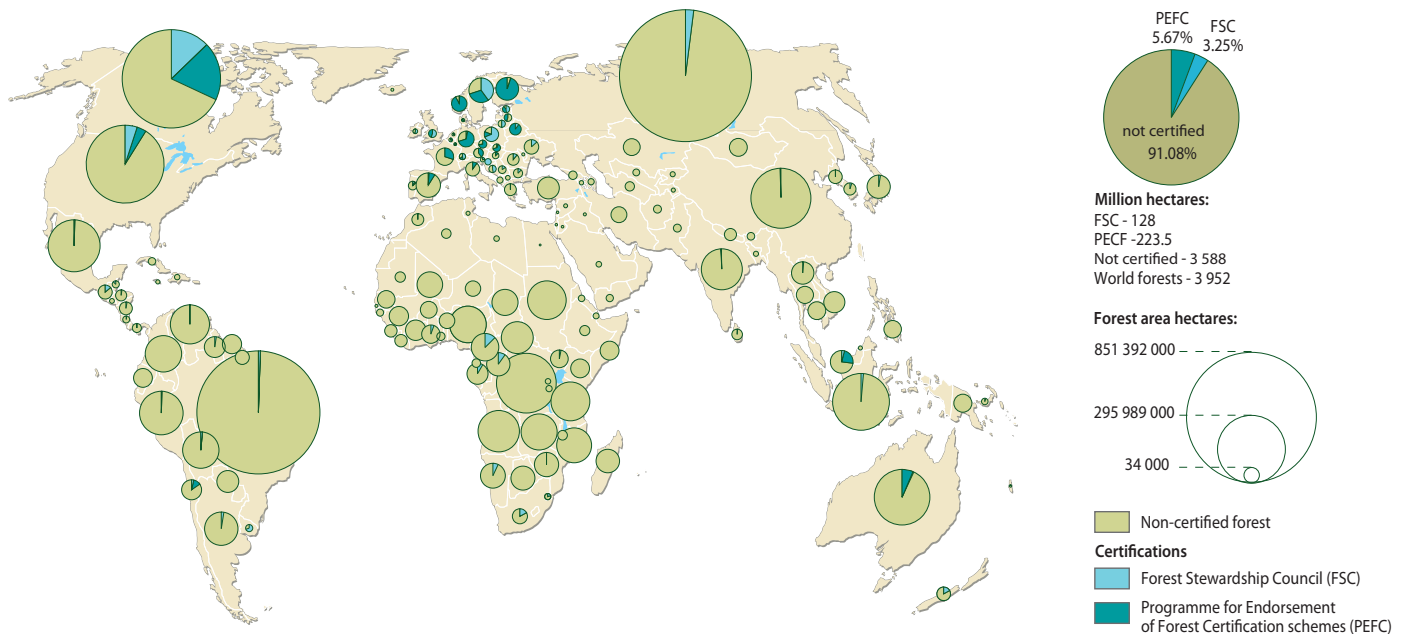 PEFC
5.67%
FSC
3.25%
not certified
91.08%
Million hectares:
FSC - 128
PECF -223.5
Not certified - 3 588
World forests - 3 952
Forest area hectares:
851 392 000
295 989 000
34 000
Non-certified forest
Certifications
Forest Stewardship Council (FSC)
Programme for Endorsement
of Forest Certification schemes (PEFC)